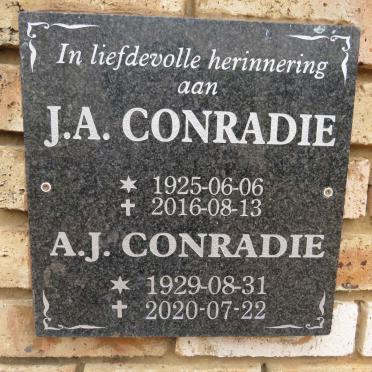 In liefdevolle herinnering
aan
J.A. CONRADIE
✶ 1925-06-06
✝ 2016-08-13
A.J. CONRADIE
✶ 1929-08-31
✝ 2020-07-22